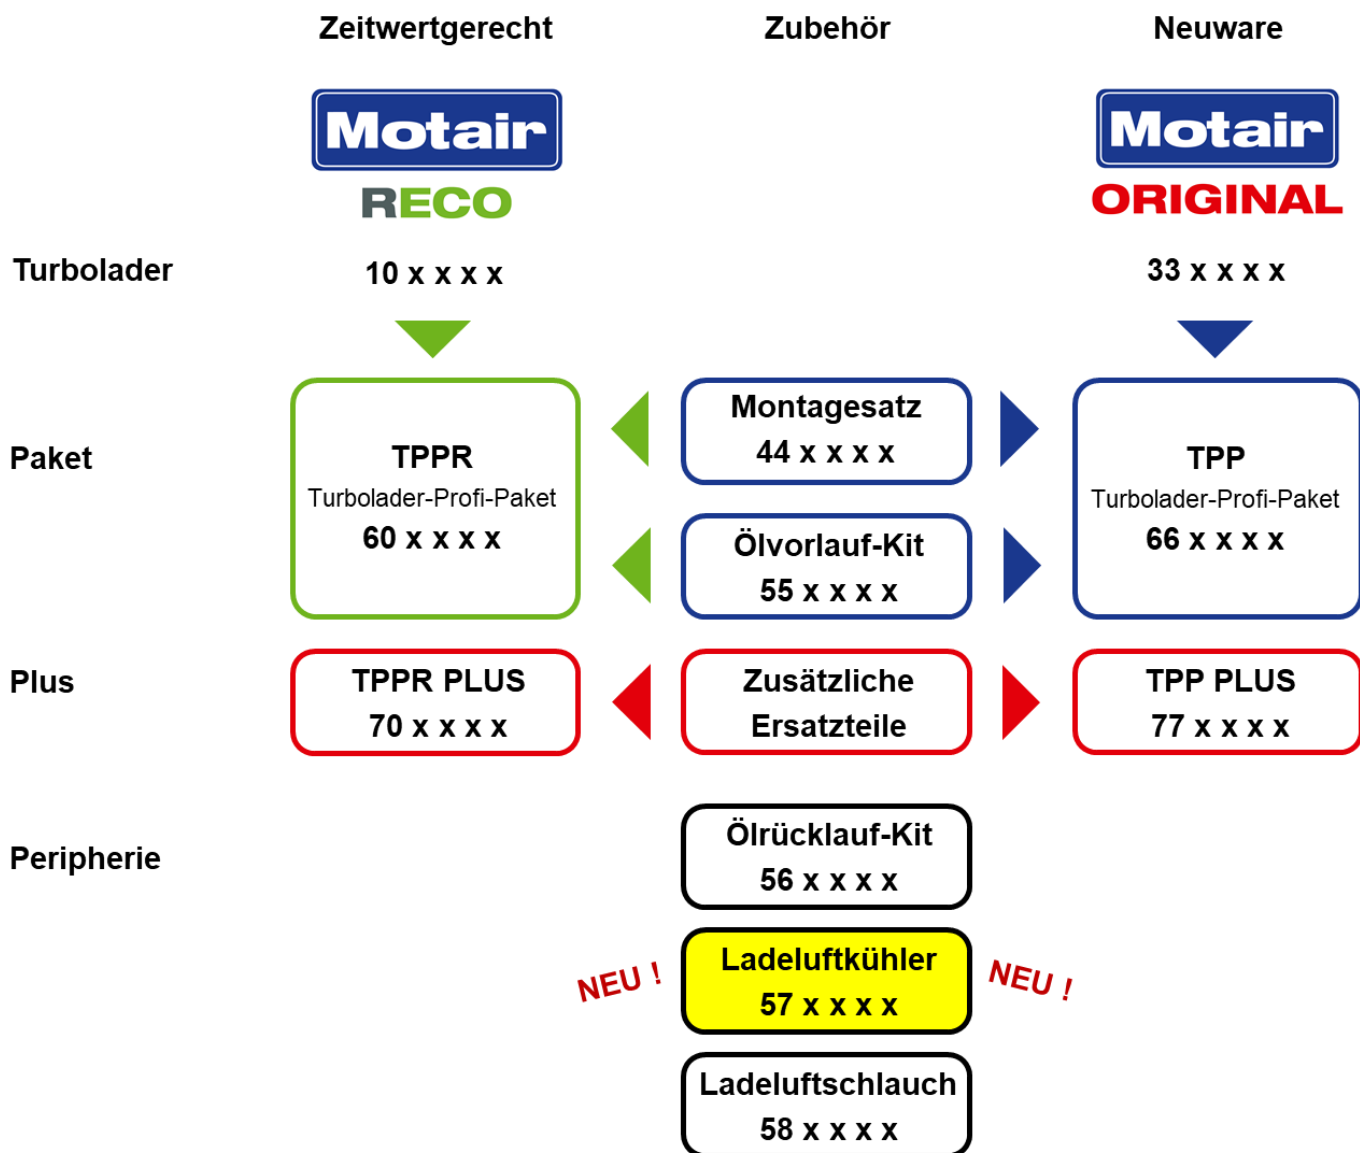 Zeitwertgerecht Zubehör Neuware
Motair Motair
RECO ORIGINAL
Turbolader 10 x x x x 33 x x x x
Montagesatz
44 x x x x
Paket
TPPR
Turbolader-Profi-Paket
60 x x x x
TPP
Turbolader-Profi-Paket
66 x x x x
Ölvorlauf-Kit
55 x x x x
Plus
TPPR PLUS
70 x x x x
Zusätzliche
Ersatzteile
TPP PLUS
77 x x x x
Peripherie
Ölrücklauf-Kit
56 x x x x
NEU !
Ladeluftkühler
57 x x x x
NEU !
Ladeluftschlauch
58 x x x x